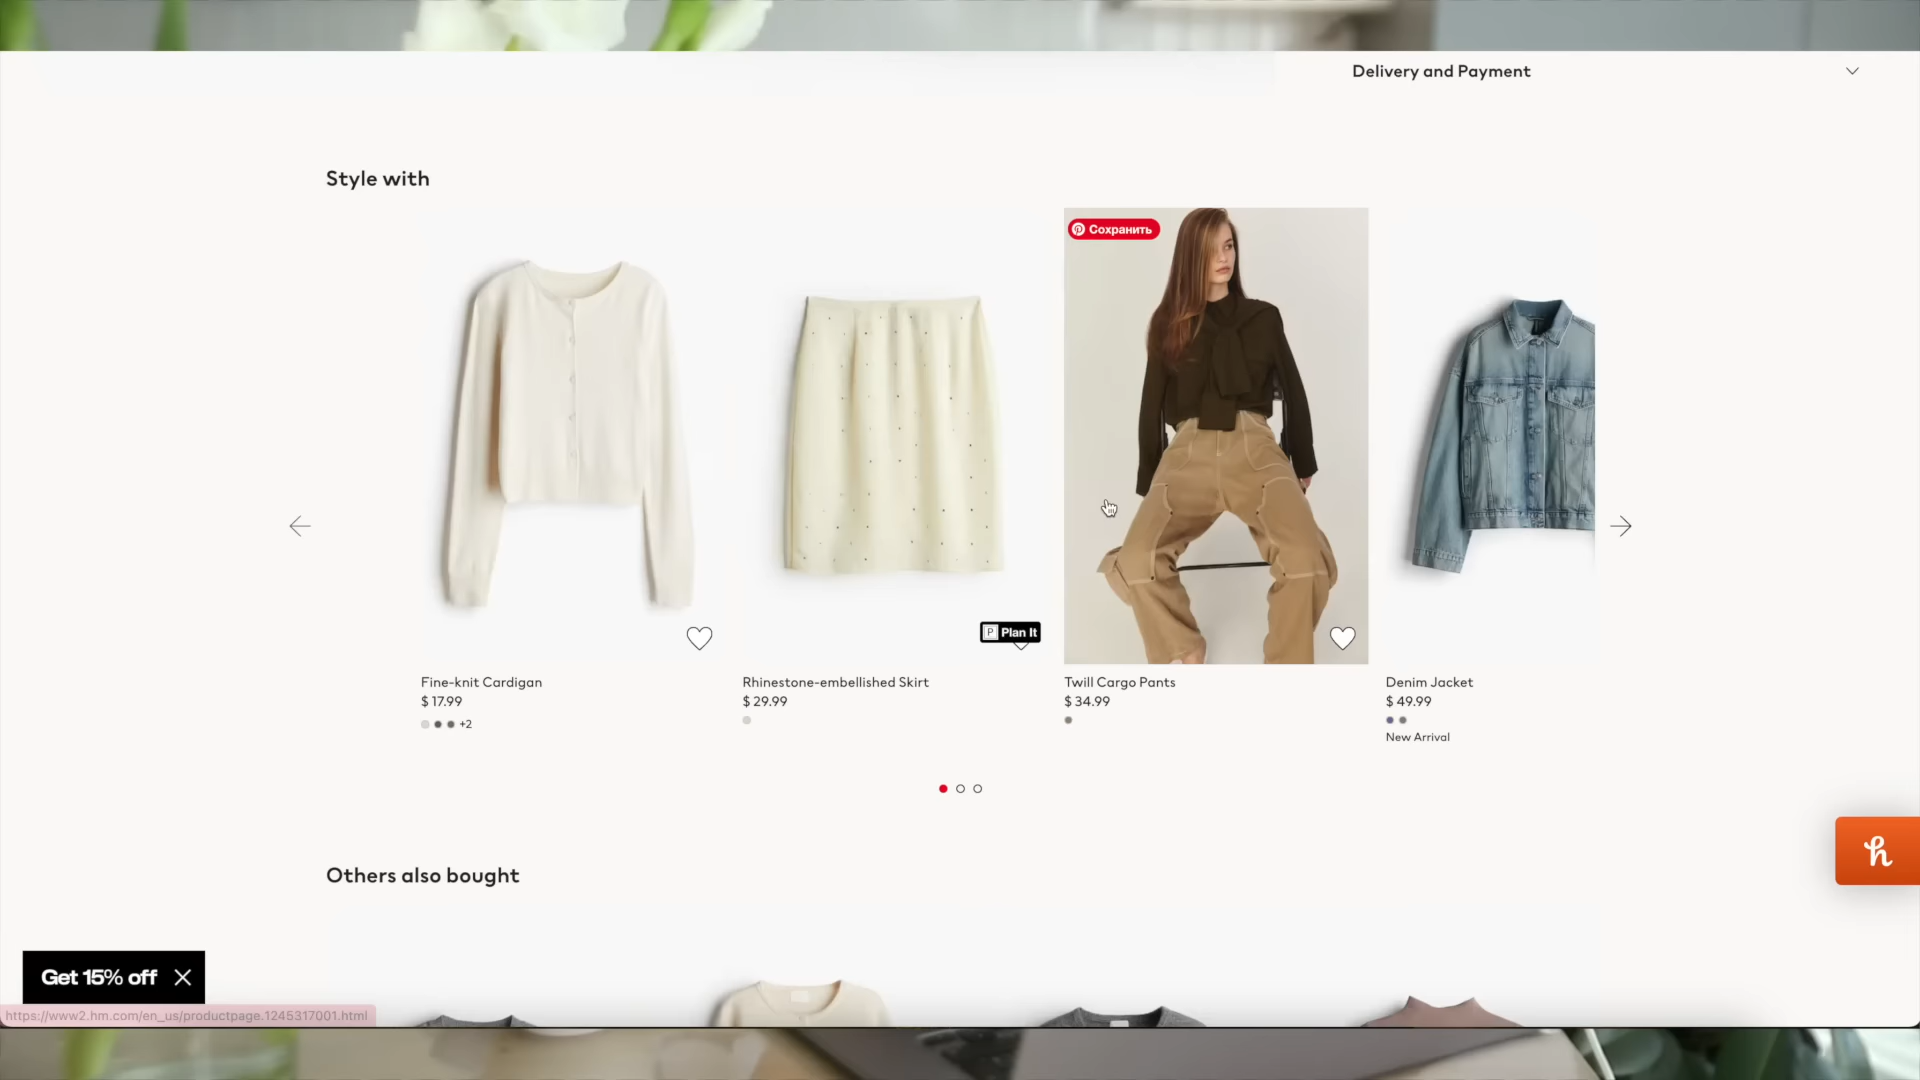 Delivery and Payment
Style with
Сохранить
Plan It
Fine-knit Cardigan
$ 17.99
+2
Rhinestone-embellished Skirt
$ 29.99
Twill Cargo Pants
$ 34.99
Denim Jacket
$ 49.99
New Arrival
Others also bought
Get 15% off
https://www2.hm.com/en_us/productpage.1245317001.html